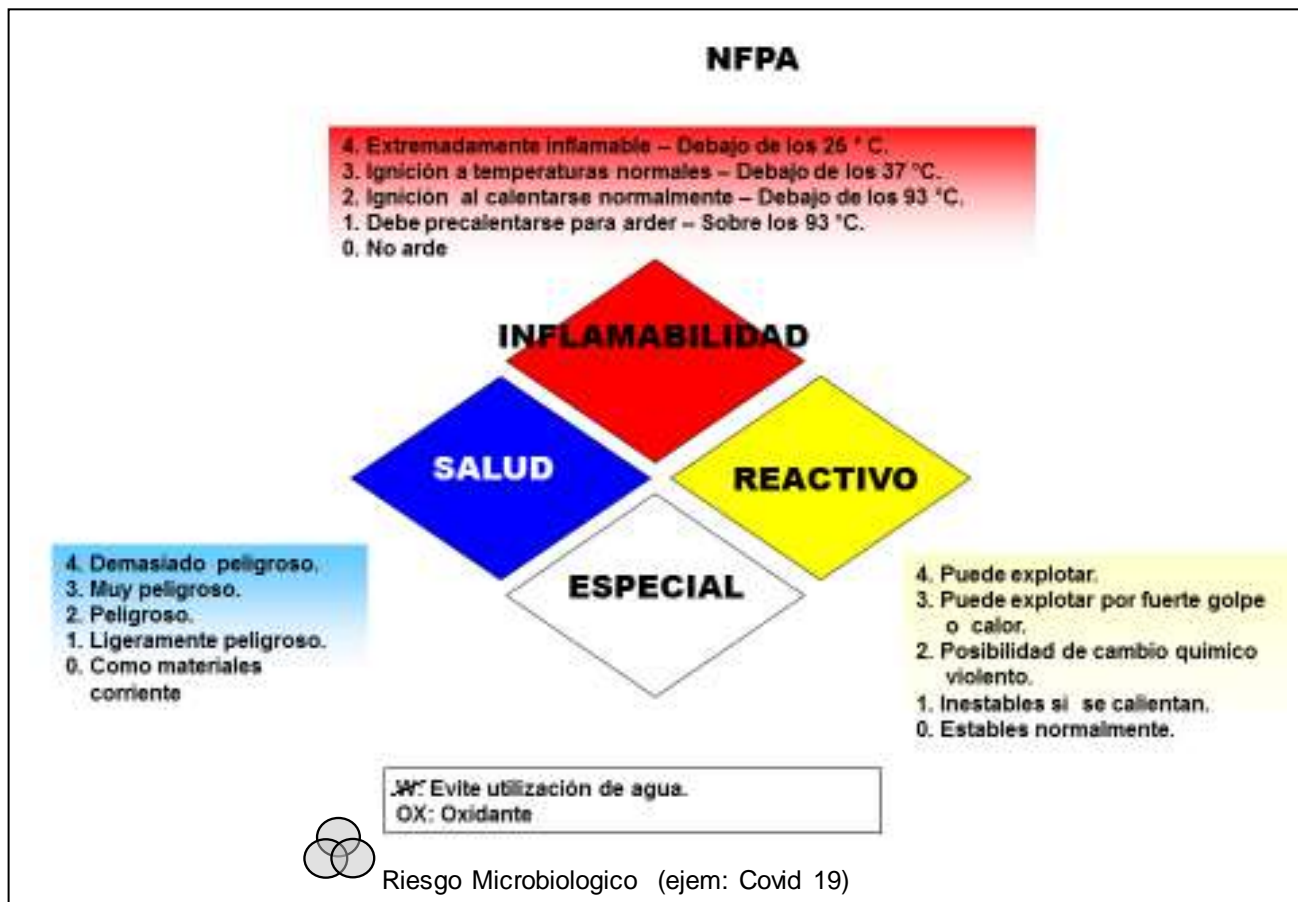 NFPA
4. Extremadamente inflamable – Debajo de los 25 ° C.
3. Ignición a temperaturas normales – Debajo de los 37 °C.
2. Ignición al calentarse normalmente – Debajo de los 93 °C.
1. Debe precalentarse para arder – Sobre los 93 °C.
0. No arde
INFLAMABILIDAD
SALUD
REACTIVO
ESPECIAL
4. Demasiado peligroso.
3. Muy peligroso.
2. Peligroso.
1. Ligeramente peligroso.
0. Como materiales
corriente
4. Puede explotar.
3. Puede explotar por fuerte golpe
o calor.
2. Posibilidad de cambio quimico
violento.
1. Inestables si se calientan.
0. Estables normalmente.
W: Evite utilización de agua.
OX: Oxidante
Riesgo Microbiologico (ejem: Covid 19)